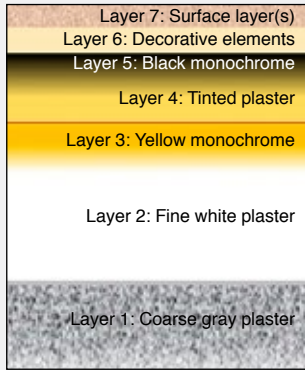 Layer 7: Surface layer(s)
Layer 6: Decorative elements
Layer 5: Black monochrome
Layer 4: Tinted plaster
Layer 3: Yellow monochrome
Layer 2: Fine white plaster
Layer 1: Coarse gray plaster